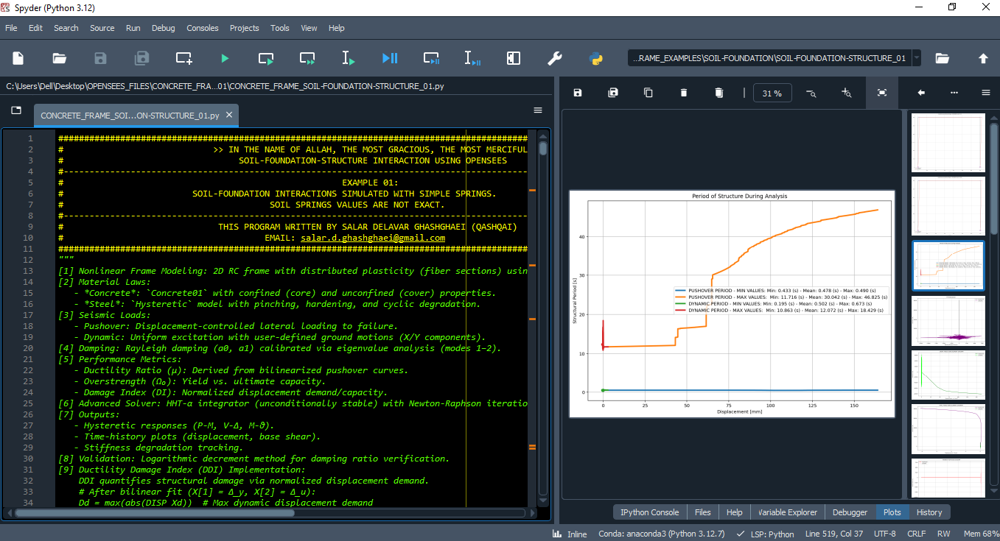 Spyder (Python 3.12)
File Edit Search Source Run Debug Consoles Projects Tools View Help
...RAME_EXAMPLES\SOIL-FOUNDATION\SOIL-FOUNDATION-STRUCTURE_01
C:\Users\Dell\Desktop\OPENSEES_FILES\CONCRETE_FRA...01\CONCRETE_FRAME_SOIL-FOUNDATION-STRUCTURE_01.py
31 %
CONCRETE_FRAME_SOI...ON-STRUCTURE_01.py
1 ###########################################################################################
2 # >> IN THE NAME OF ALLAH, THE MOST GRACIOUS, THE MOST MERCIFUL
3 # SOIL-FOUNDATION-STRUCTURE INTERACTION USING OPENSEES
4 #------------------------------------------------------------------------------------------
5 # EXAMPLE 01:
6 # SOIL-FOUNDATION INTERACTIONS SIMULATED WITH SIMPLE SPRINGS.
7 # SOIL SPRINGS VALUES ARE NOT EXACT.
8 #------------------------------------------------------------------------------------------
9 # THIS PROGRAM WRITTEN BY SALAR DELAVAR GHASHGHAEI (QASHQAI)
10 # EMAIL: salar.d.ghashghaei@gmail.com
11 ###########################################################################################
12 """
13 [1] Nonlinear Frame Modeling: 2D RC frame with distributed plasticity (fiber sections) usin
14 [2] Material Laws:
15 - *Concrete*: `Concrete01` with confined (core) and unconfined (cover) properties.
16 - *Steel*: `Hysteretic` model with pinching, hardening, and cyclic degradation.
17 [3] Seismic Loads:
18 - Pushover: Displacement-controlled lateral loading to failure.
19 - Dynamic: Uniform excitation with user-defined ground motions (X/Y components).
20 [4] Damping: Rayleigh damping (α0, α1) calibrated via eigenvalue analysis (modes 1-2).
21 [5] Performance Metrics:
22 - Ductility Ratio (μ): Derived from bilinearized pushover curves.
23 - Overstrength (Ω₀): Yield vs. ultimate capacity.
24 - Damage Index (DI): Normalized displacement demand/capacity.
25 [6] Advanced Solver: HHT-α integrator (unconditionally stable) with Newton-Raphson iteratio
26 [7] Outputs:
27 - Hysteretic responses (P-M, V-Δ, M-θ).
28 - Time-history plots (displacement, base shear).
29 - Stiffness degradation tracking.
30 [8] Validation: Logarithmic decrement method for damping ratio verification.
31 [9] Ductility Damage Index (DDI) Implementation:
32 DDI quantifies structural damage via normalized displacement demand.
33 # After bilinear fit (X[1] = Δ_y, X[2] = Δ_u):
34 Dd = max(abs(DISP_Xd)) # Max dynamic displacement demand
Period of Structure During Analysis
Structural Period [s]
40
30
20
10
0
PUSHOVER PERIOD - MIN VALUES: Min: 0.433 (s) - Mean: 0.478 (s) - Max: 0.490 (s)
PUSHOVER PERIOD - MAX VALUES: Min: 11.716 (s) - Mean: 30.042 (s) - Max: 46.825 (s)
DYNAMIC PERIOD - MIN VALUES: Min: 0.195 (s) - Mean: 0.502 (s) - Max: 0.673 (s)
DYNAMIC PERIOD - MAX VALUES: Min: 10.863 (s) - Mean: 12.072 (s) - Max: 18.429 (s)
0 25 50 75 100 125 150
Displacement [mm]
IPython Console Files Help Variable Explorer Debugger Plots History
Inline Conda: anaconda3 (Python 3.12.7) LSP: Python Line 519, Col 37 UTF-8 CRLF RW Mem 68%